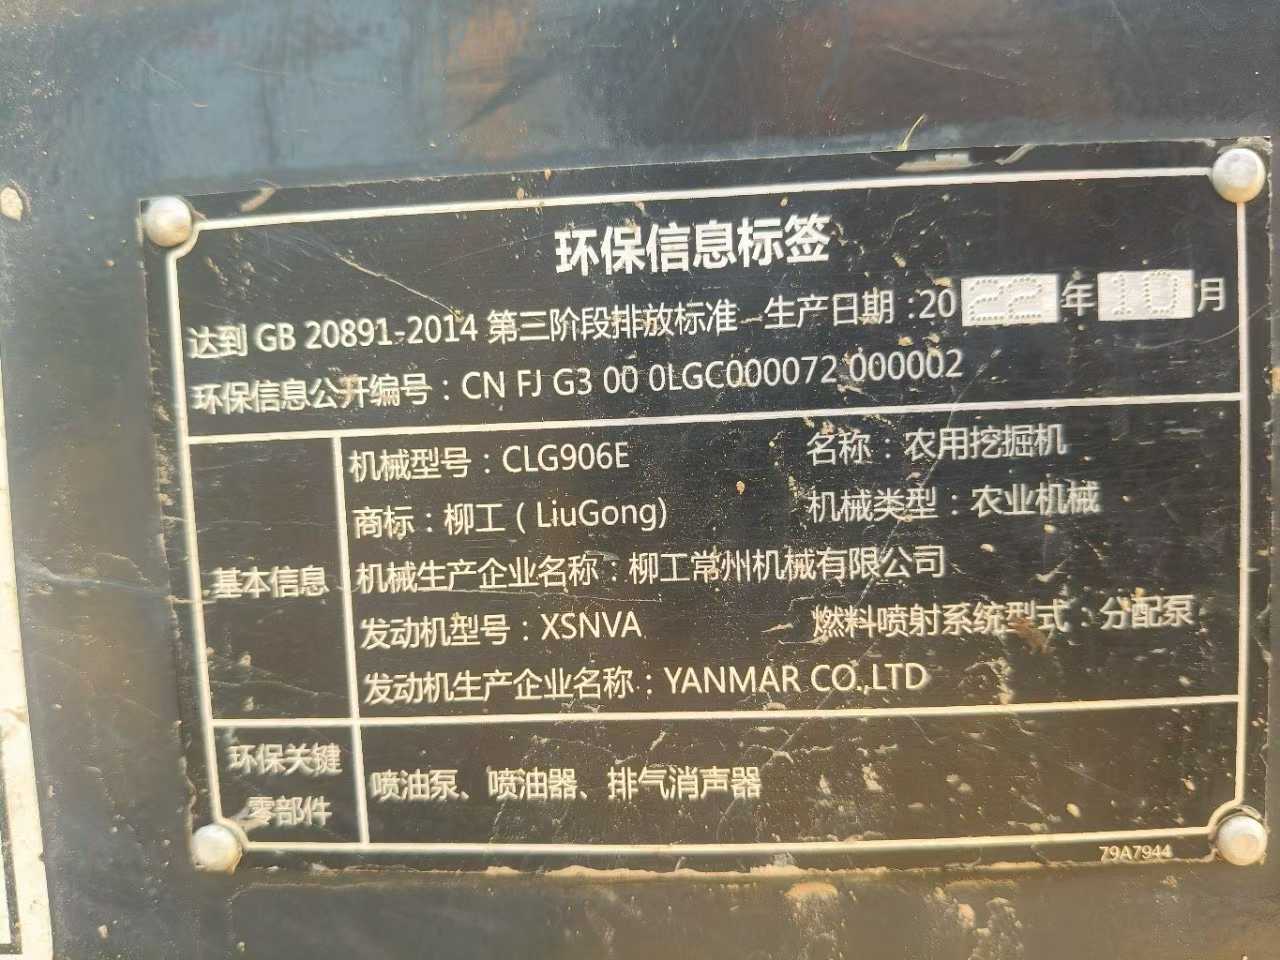 环保信息标签
达到 GB 20891-2014 第三阶段排放标准 生产日期:2022年10月
环保信息公开编号:CN FJ G3 00 0LGC000072 000002
基本信息
机械型号:CLG906E 名称:农用挖掘机
商标:柳工(LiuGong) 机械类型:农业机械
机械生产企业名称:柳工常州机械有限公司
发动机型号:XSNVA 燃料喷射系统型式:分配泵
发动机生产企业名称:YANMAR CO.,LTD
环保关键
零部件
喷油泵、喷油器、排气消声器
79A7944